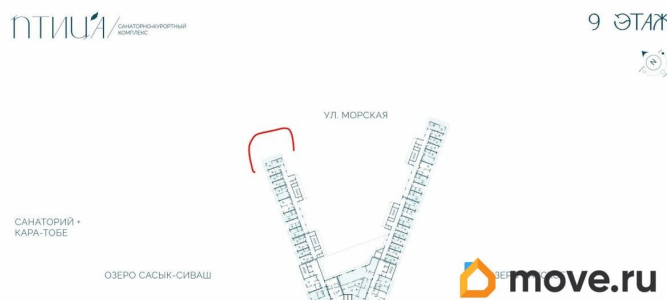 ПТИЦА/
САНАТОРНО-КУРОРТНЫЙ
КОМПЛЕКС
9 ЭТАЖ
N
УЛ. МОРСКАЯ
САНАТОРИЙ +
КАРА-ТОБЕ
ОЗЕРО САСЫК-СИВАШ
move.ru